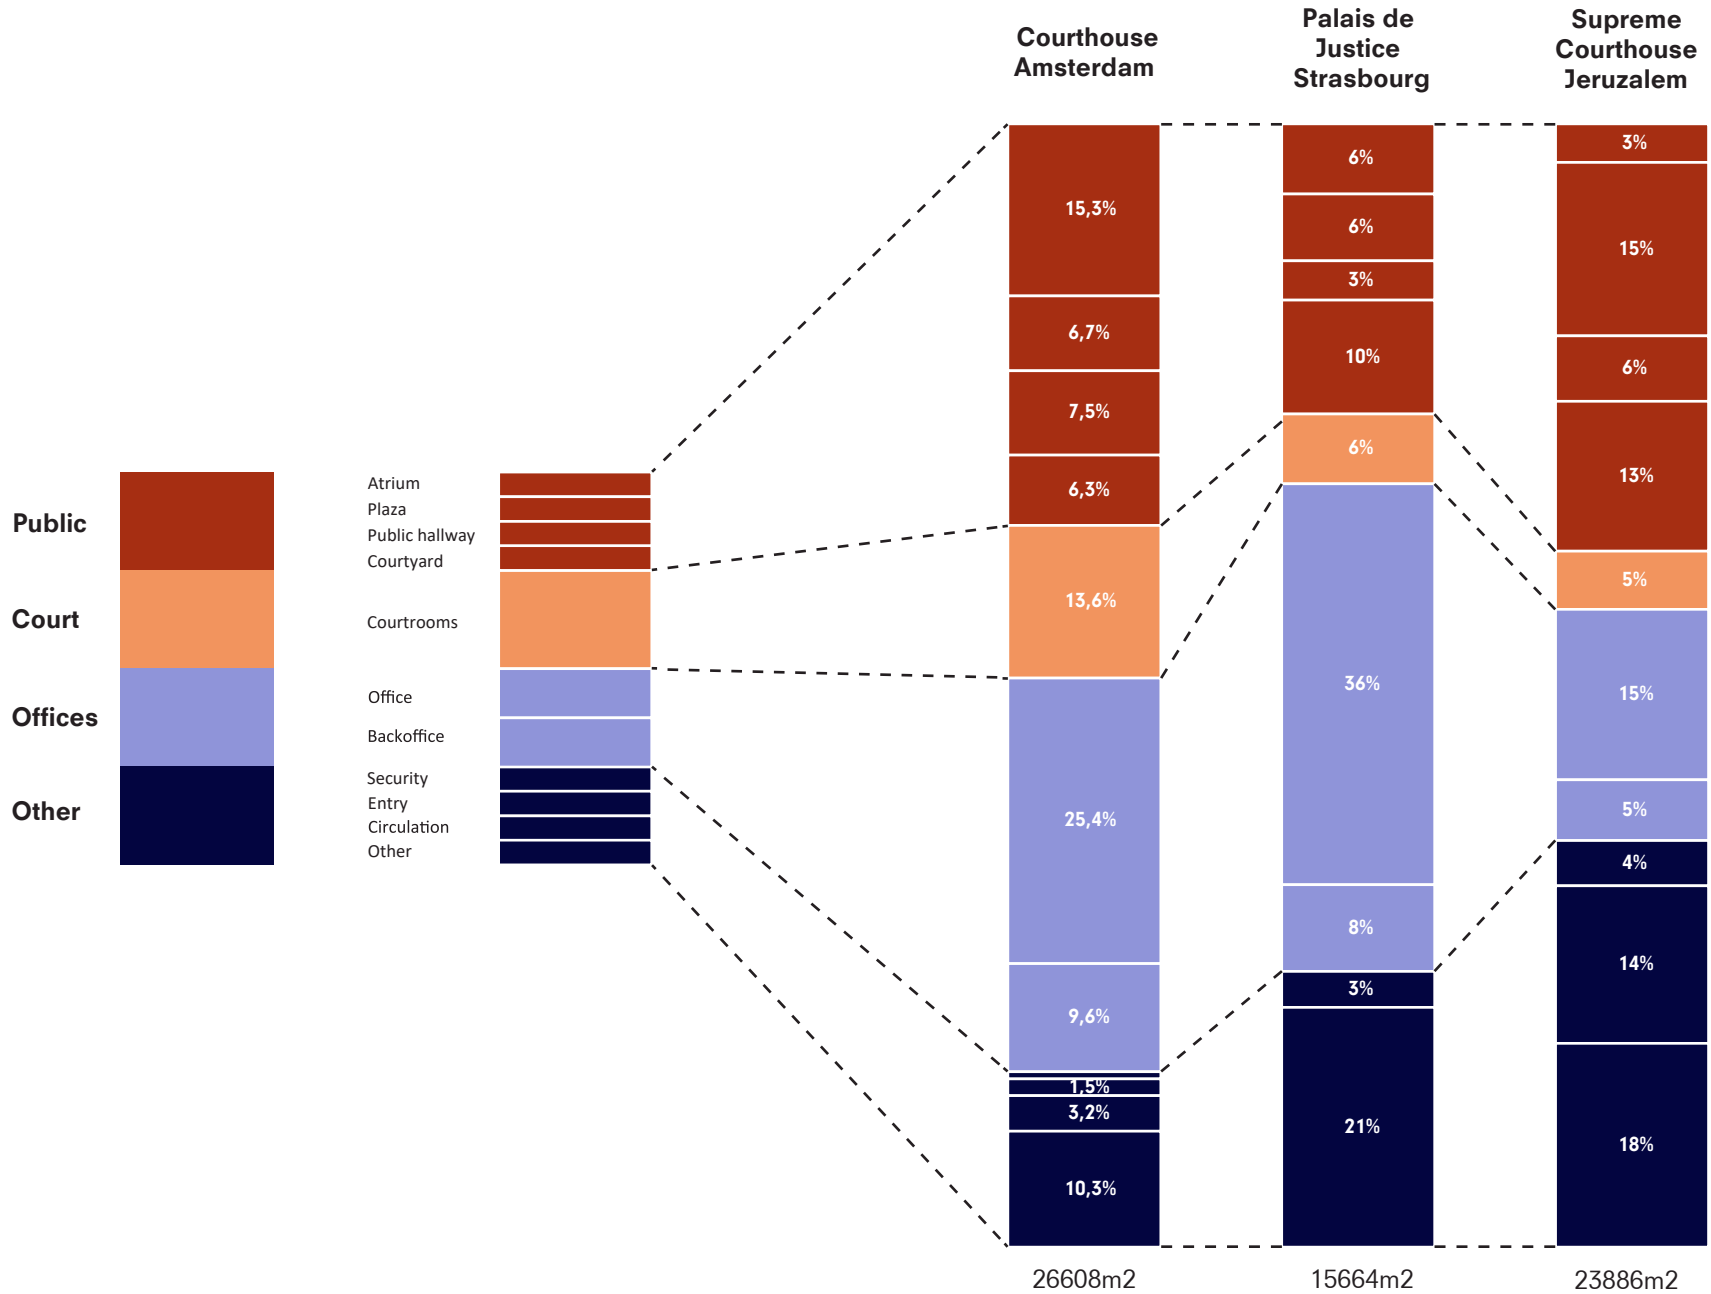 Courthouse
Amsterdam
Palais de
Justice
Strasbourg
Supreme
Courthouse
Jeruzalem
Public
Court
Offices
Other
Atrium
Plaza
Public hallway
Courtyard
Courtrooms
Office
Backoffice
Security
Entry
Circulation
Other
15,3%
6,7%
7,5%
6,3%
13,6%
25,4%
9,6%
1,5%
3,2%
10,3%
26608m2
6%
6%
3%
10%
6%
36%
8%
3%
21%
15664m2
3%
15%
6%
13%
5%
15%
5%
4%
14%
18%
23886m2